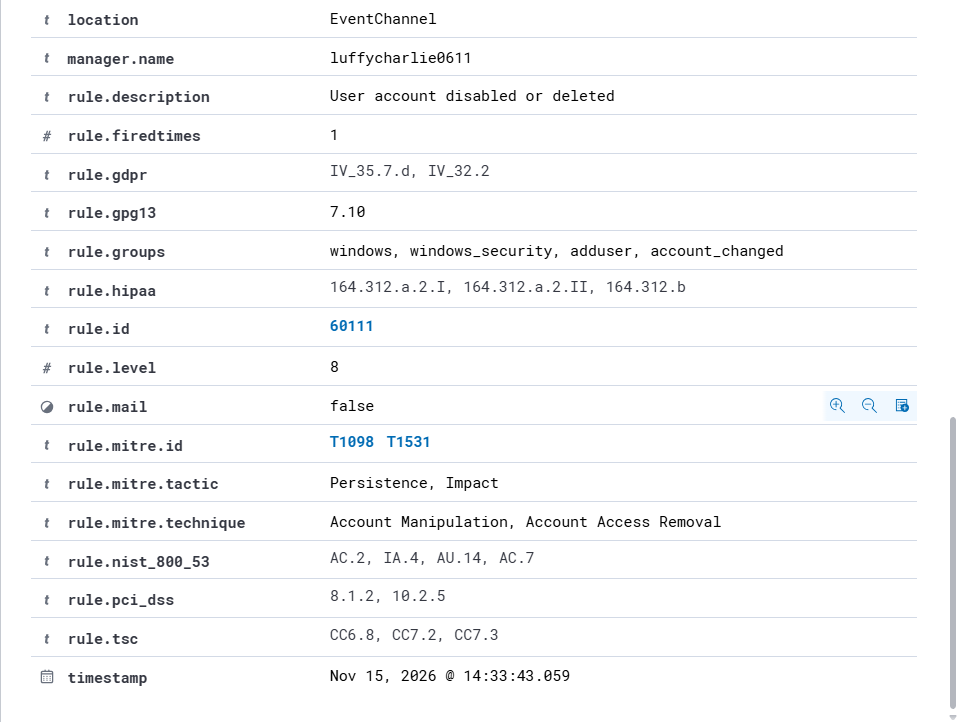 t location EventChannel
t manager.name luffycharlie0611
t rule.description User account disabled or deleted
# rule.firedtimes 1
t rule.gdpr IV_35.7.d, IV_32.2
t rule.gpg13 7.10
t rule.groups windows, windows_security, adduser, account_changed
t rule.hipaa 164.312.a.2.I, 164.312.a.2.II, 164.312.b
t rule.id 60111
# rule.level 8
rule.mail false
t rule.mitre.id T1098 T1531
t rule.mitre.tactic Persistence, Impact
t rule.mitre.technique Account Manipulation, Account Access Removal
t rule.nist_800_53 AC.2, IA.4, AU.14, AC.7
t rule.pci_dss 8.1.2, 10.2.5
t rule.tsc CC6.8, CC7.2, CC7.3
timestamp Nov 15, 2026 @ 14:33:43.059